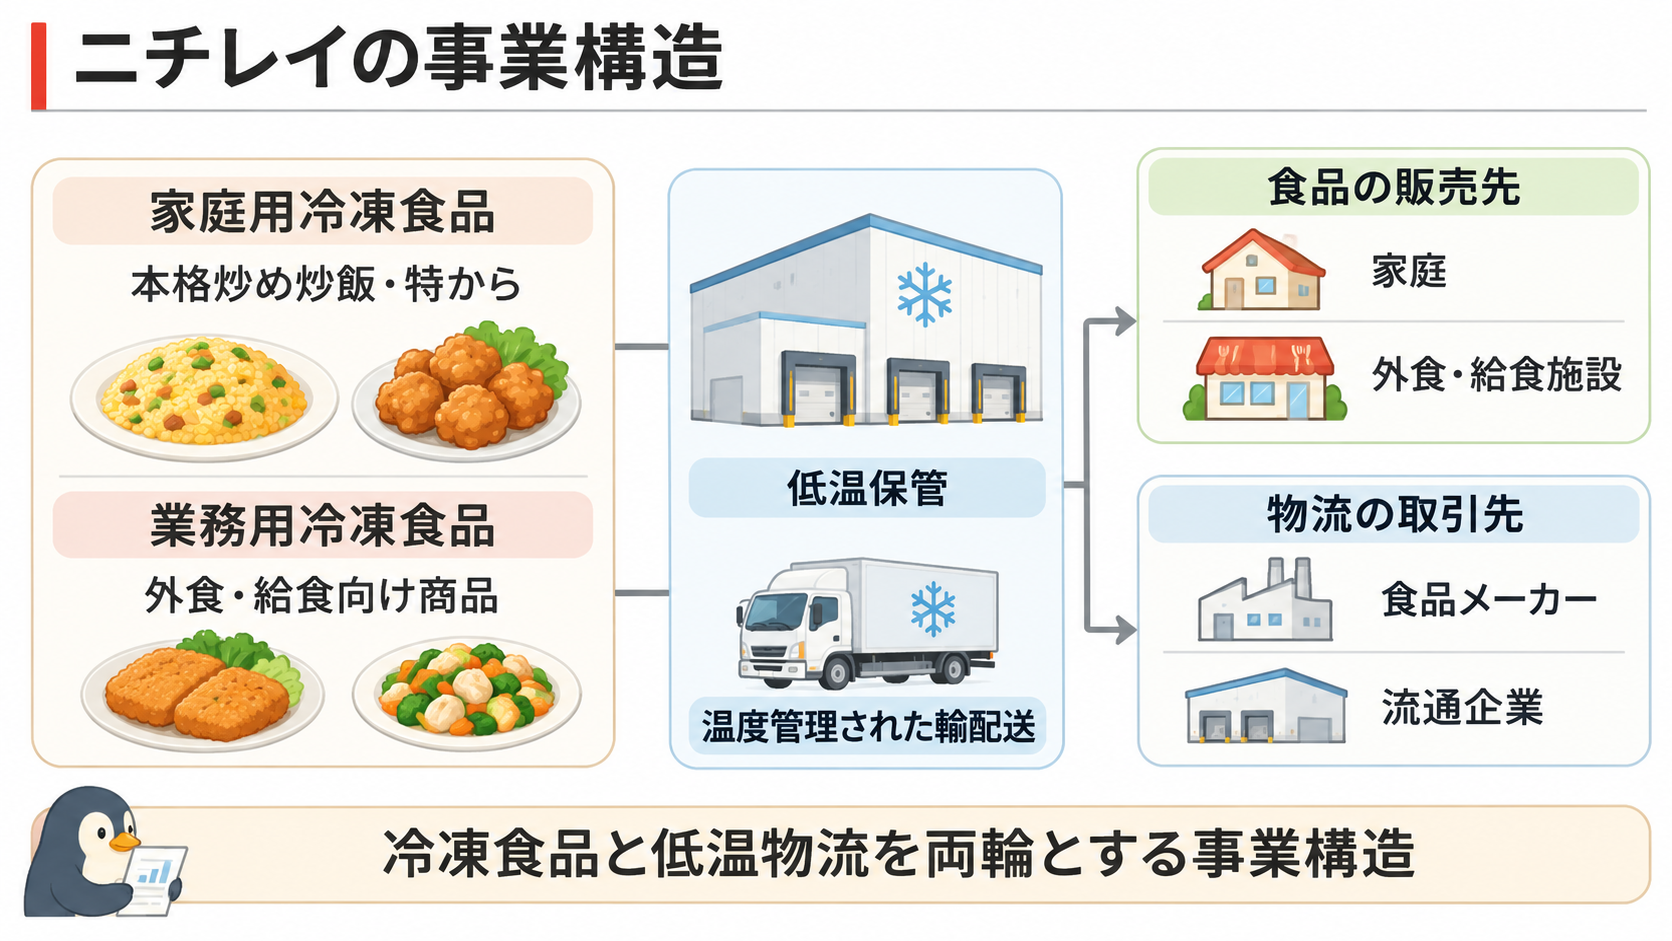 ニチレイの事業構造
家庭用冷凍食品
本格炒め炒飯・特から
業務用冷凍食品
外食・給食向け商品
低温保管
温度管理された輸配送
食品の販売先
家庭
外食・給食施設
物流の取引先
食品メーカー
流通企業
冷凍食品と低温物流を両輪とする事業構造